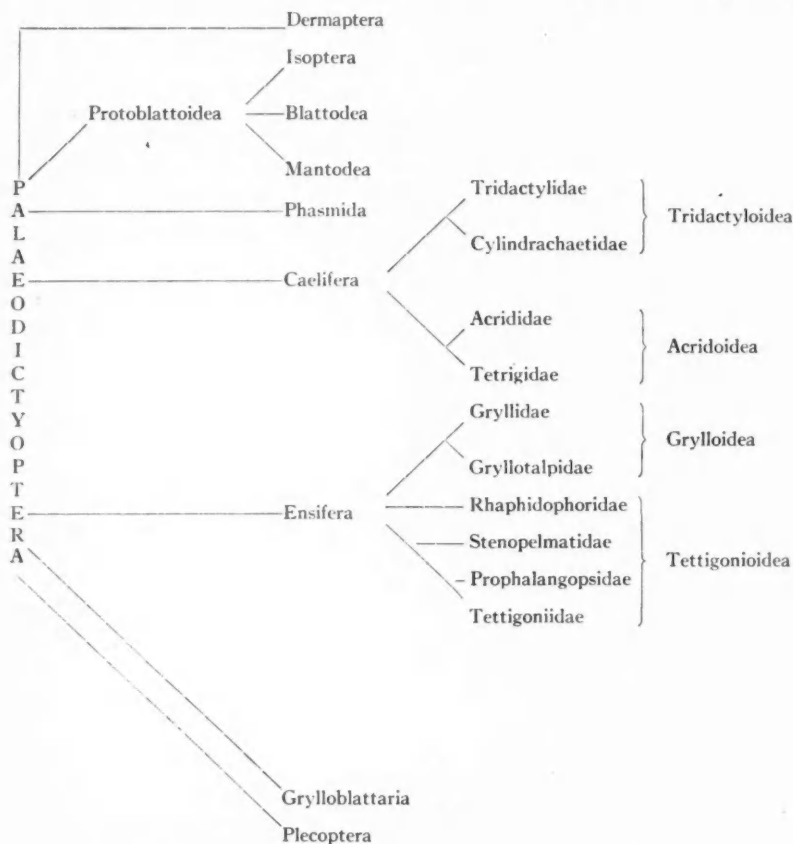 Dermaptera
Isoptera
Protoblattoidea
Blattodea
Mantodea
PALAEODICTYOPTERA
Phasmida
Caelifera
Tridactylidae
Cylindrachaetidae
Tridactyloidea
Acrididae
Tetrigidae
Acridoidea
Ensifera
Gryllidae
Gryllotalpidae
Grylloidea
Rhaphidophoridae
Stenopelmatidae
Prophalangopsidae
Tettigoniidae
Tettigonioidea
Grylloblattaria
Plecoptera